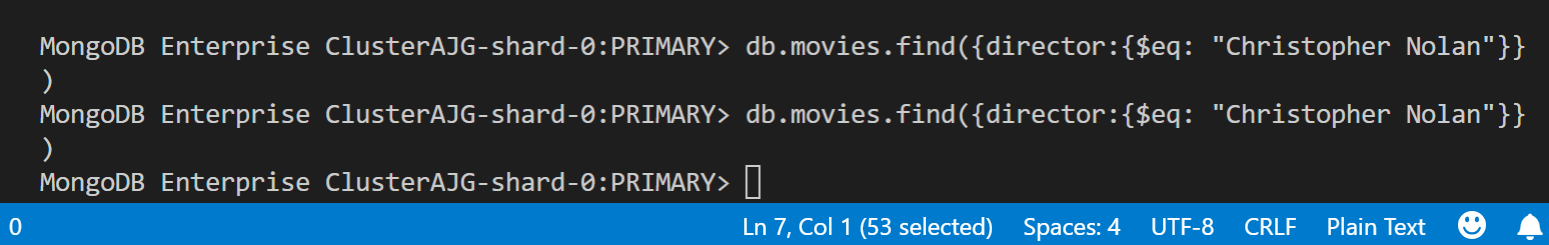 MongoDB Enterprise ClusterAJG-shard-0:PRIMARY> db.movies.find({director:{$eq: "Christopher Nolan"}}
)
MongoDB Enterprise ClusterAJG-shard-0:PRIMARY> db.movies.find({director:{$eq: "Christopher Nolan"}}
)
MongoDB Enterprise ClusterAJG-shard-0:PRIMARY>
0 Ln 7, Col 1 (53 selected) Spaces: 4 UTF-8 CRLF Plain Text